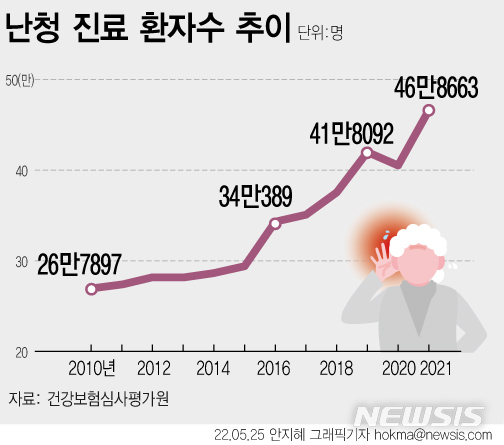 난청 진료 환자수 추이 단위:명
50(만)
46만8663
41만8092
40
34만389
30
26만7897
20
2010년 2012 2014 2016 2018 2020 2021
자료: 건강보험심사평가원
NEWSIS
22.05.25 안지혜 그래픽기자 hokma@newsis.com